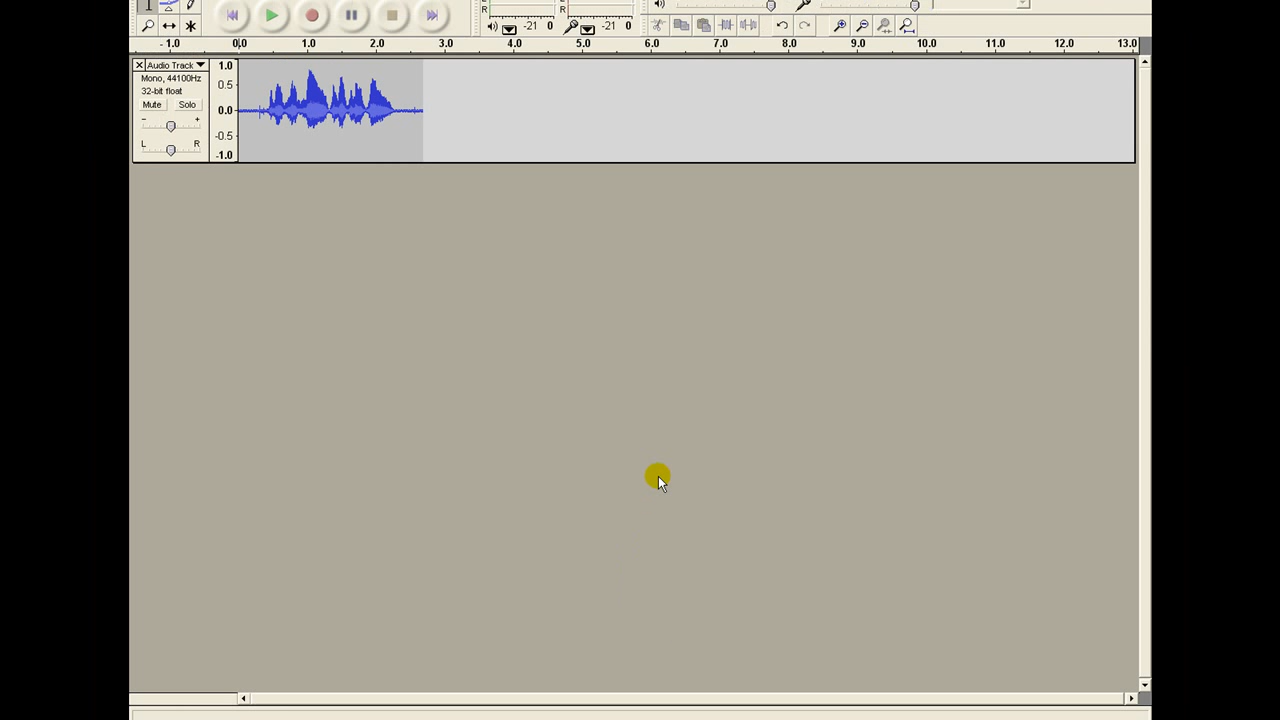 R
R
-21 0
-21 0
- 1.0 0.0 1.0 2.0 3.0 4.0 5.0 6.0 7.0 8.0 9.0 10.0 11.0 12.0 13.0
Audio Track
Mono, 44100Hz
32-bit float
Mute Solo
- +
L R
1.0
0.5
0.0
-0.5
-1.0